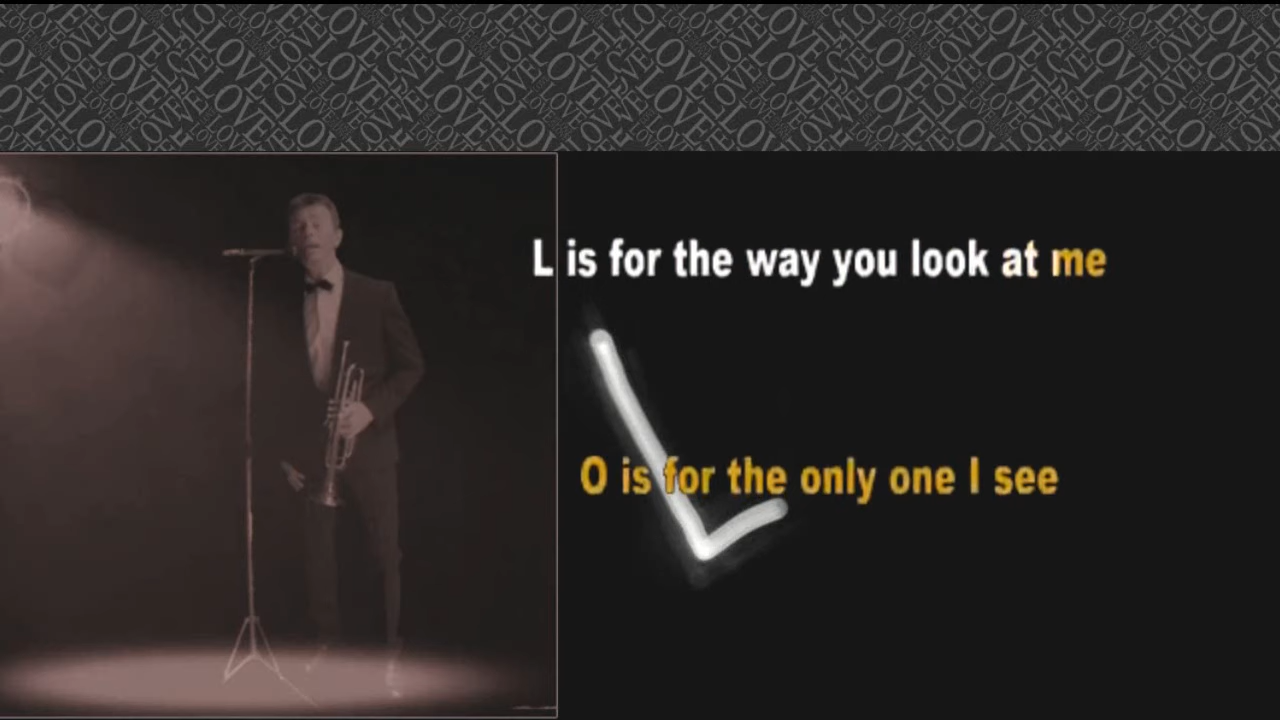 L is for the way you look at me
L
O is for the only one I see